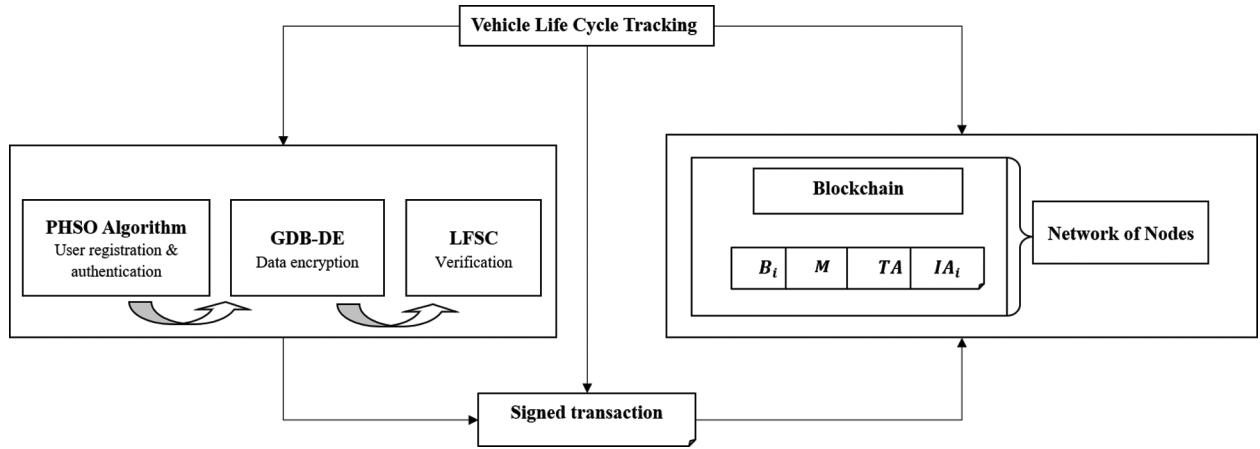 Vehicle Life Cycle Tracking
PHSO Algorithm
User registration &
authentication
GDB-DE
Data encryption
LFSC
Verification
Blockchain
B_i M TA IA_i
Network of Nodes
Signed transaction